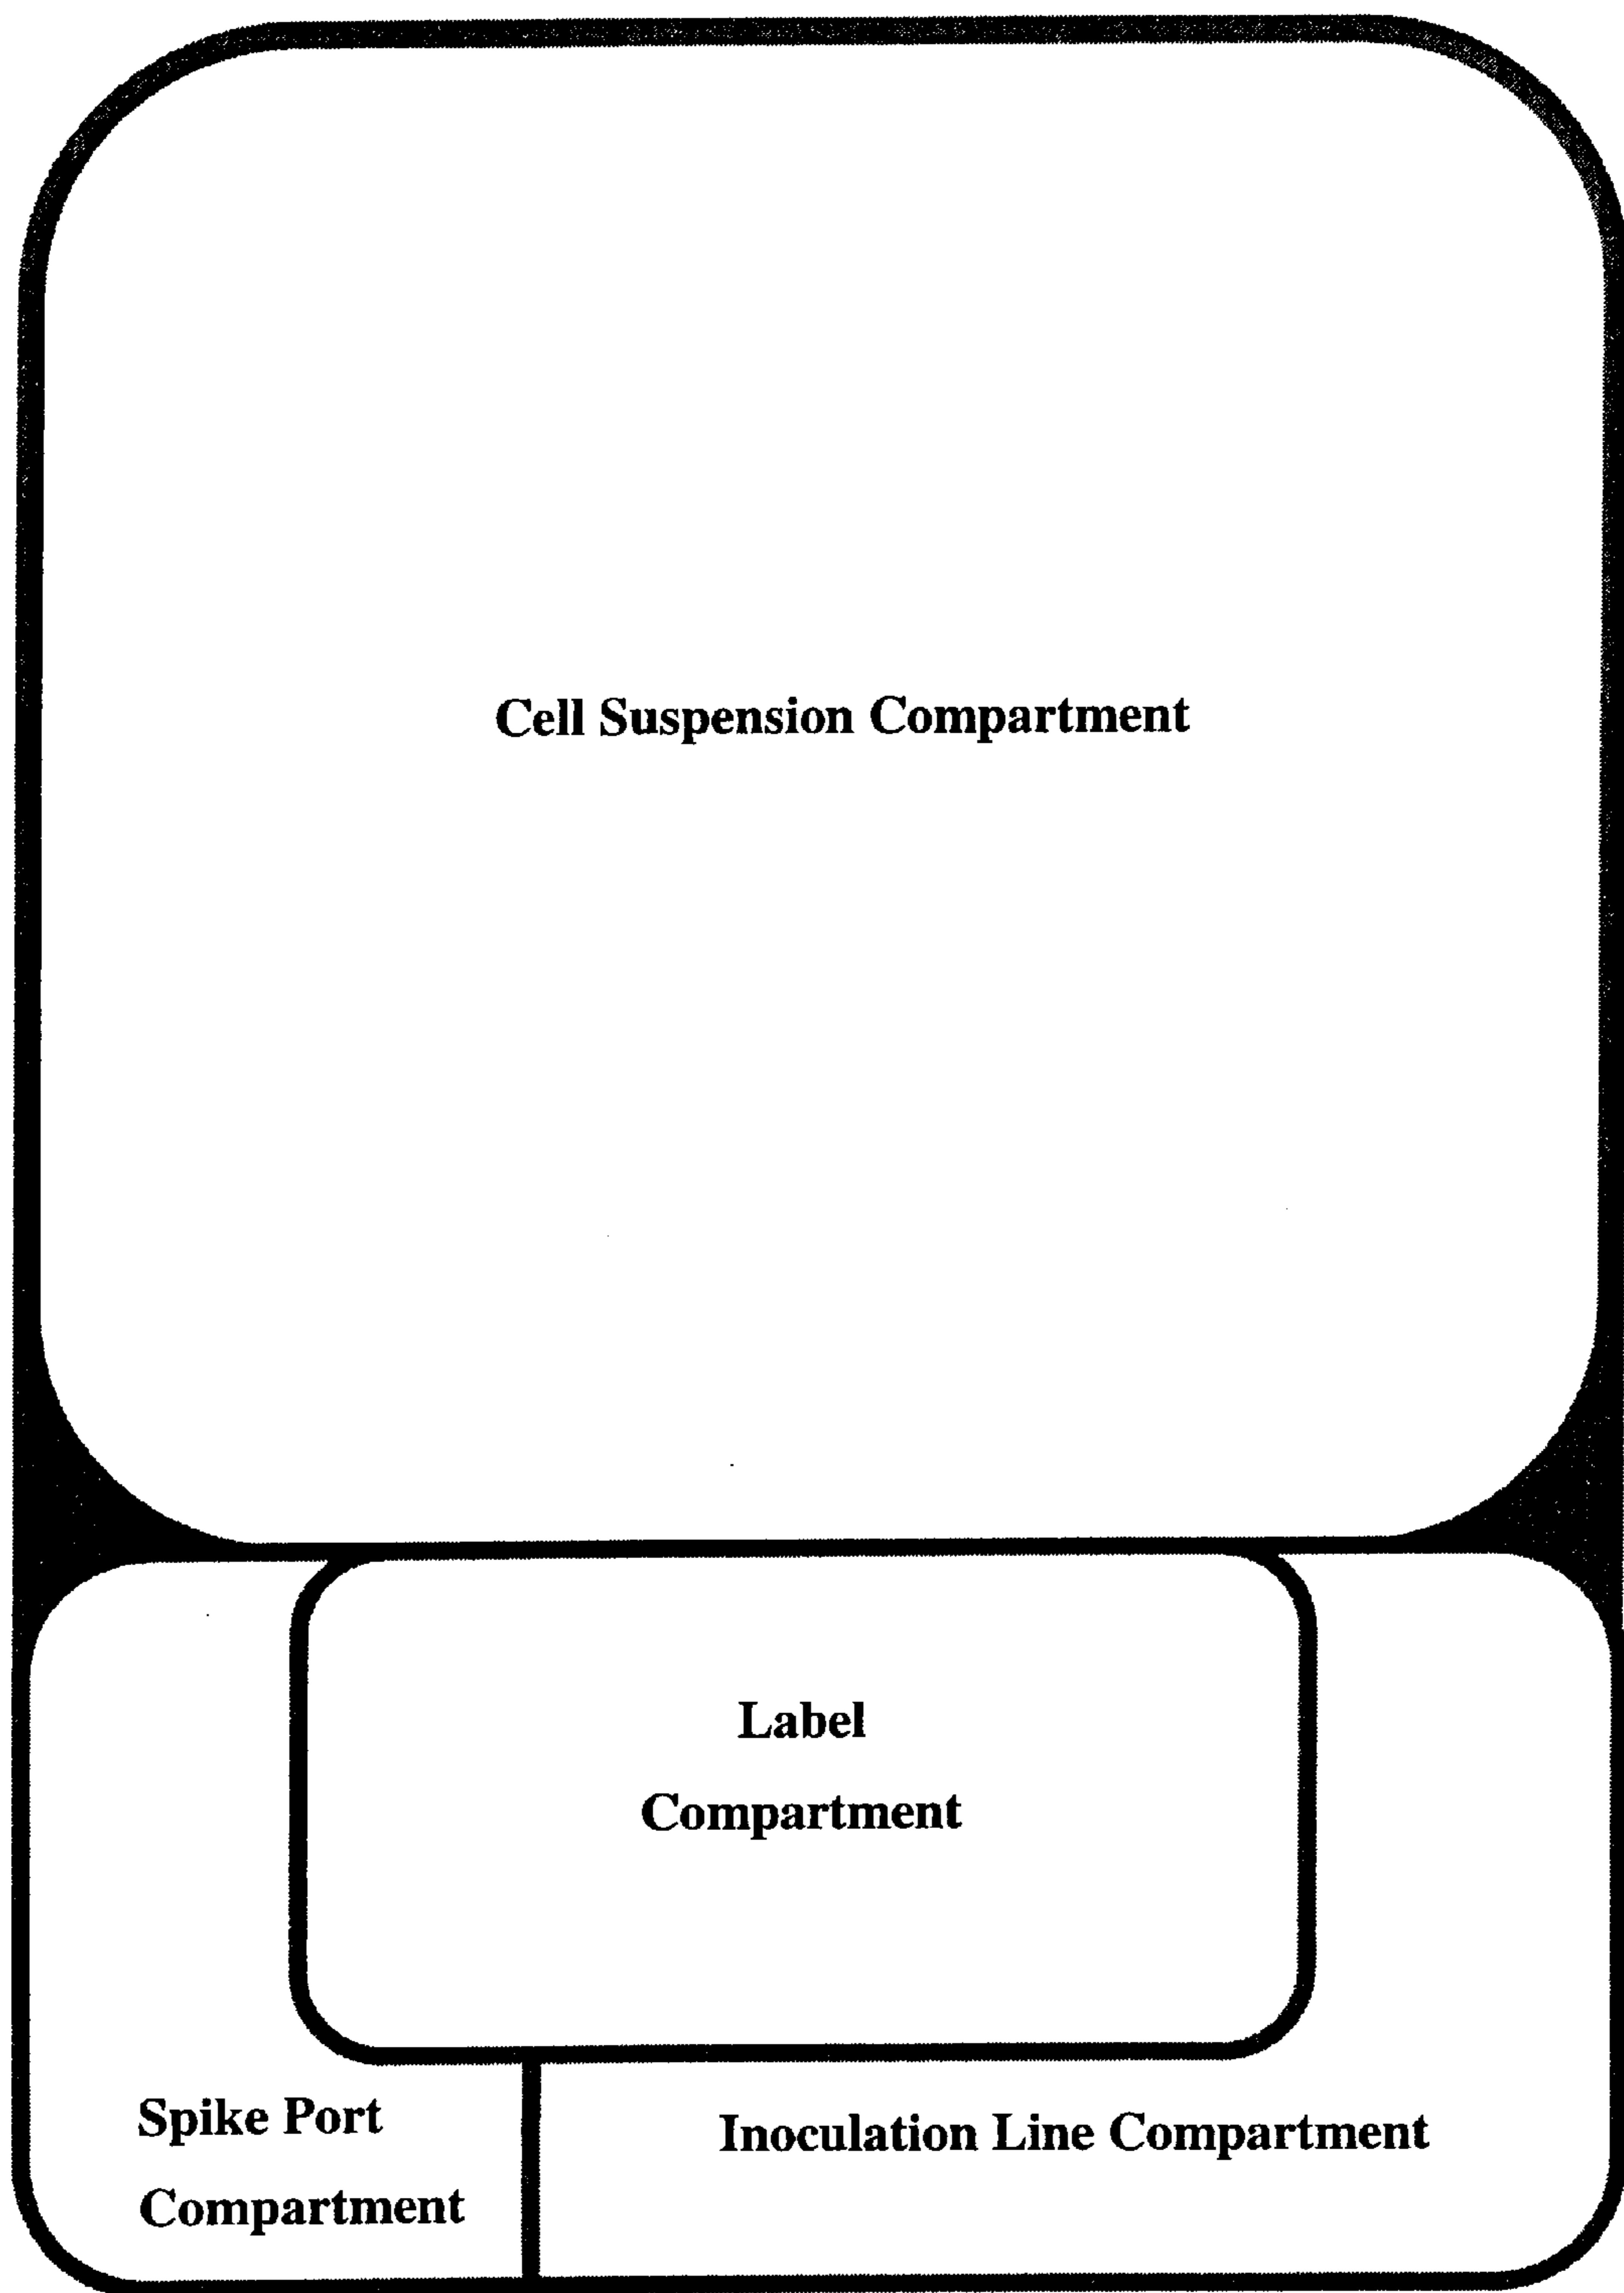 Cell Suspension Compartment
Label
Compartment
Spike Port
Compartment
Inoculation Line Compartment